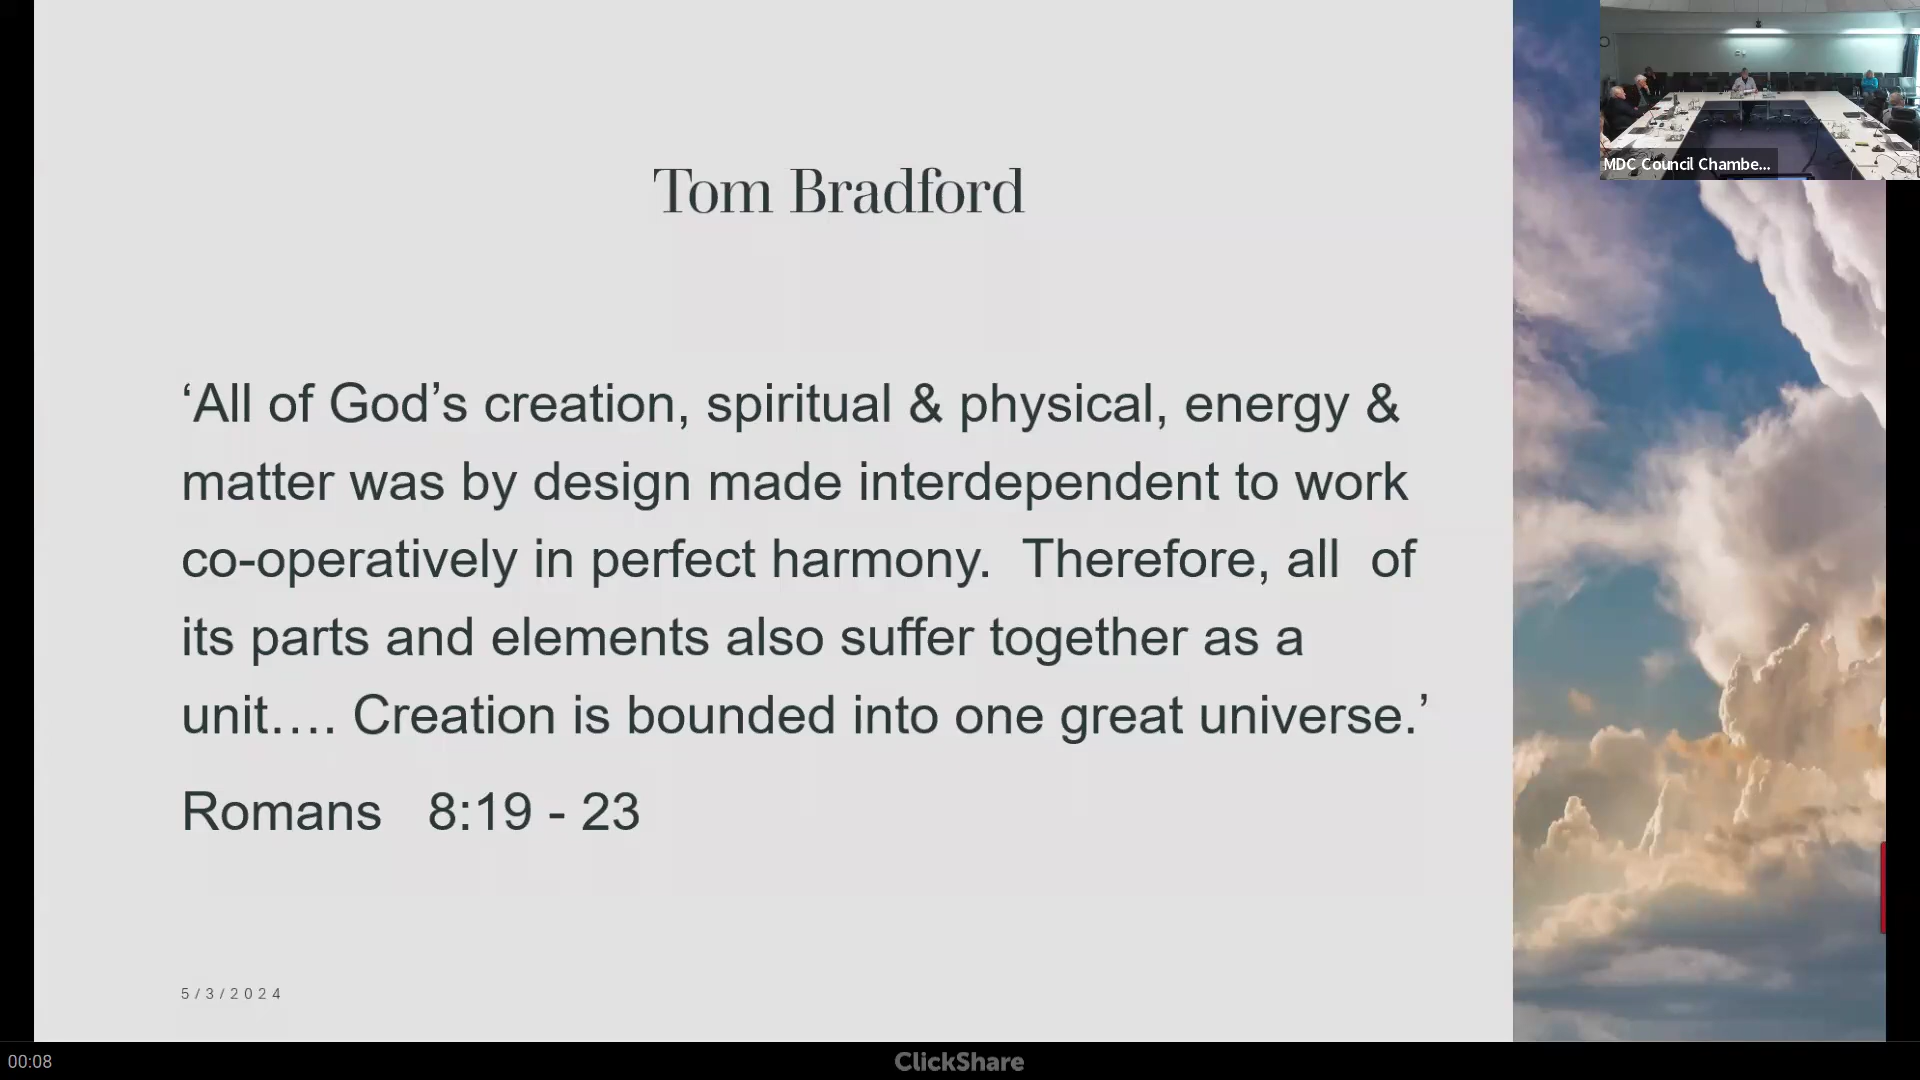 MDC Council Chambe...
Tom Bradford
‘All of God’s creation, spiritual & physical, energy &
matter was by design made interdependent to work
co-operatively in perfect harmony.  Therefore, all  of
its parts and elements also suffer together as a
unit…. Creation is bounded into one great universe.’
Romans   8:19 - 23
5/3/2024
00:08
ClickShare